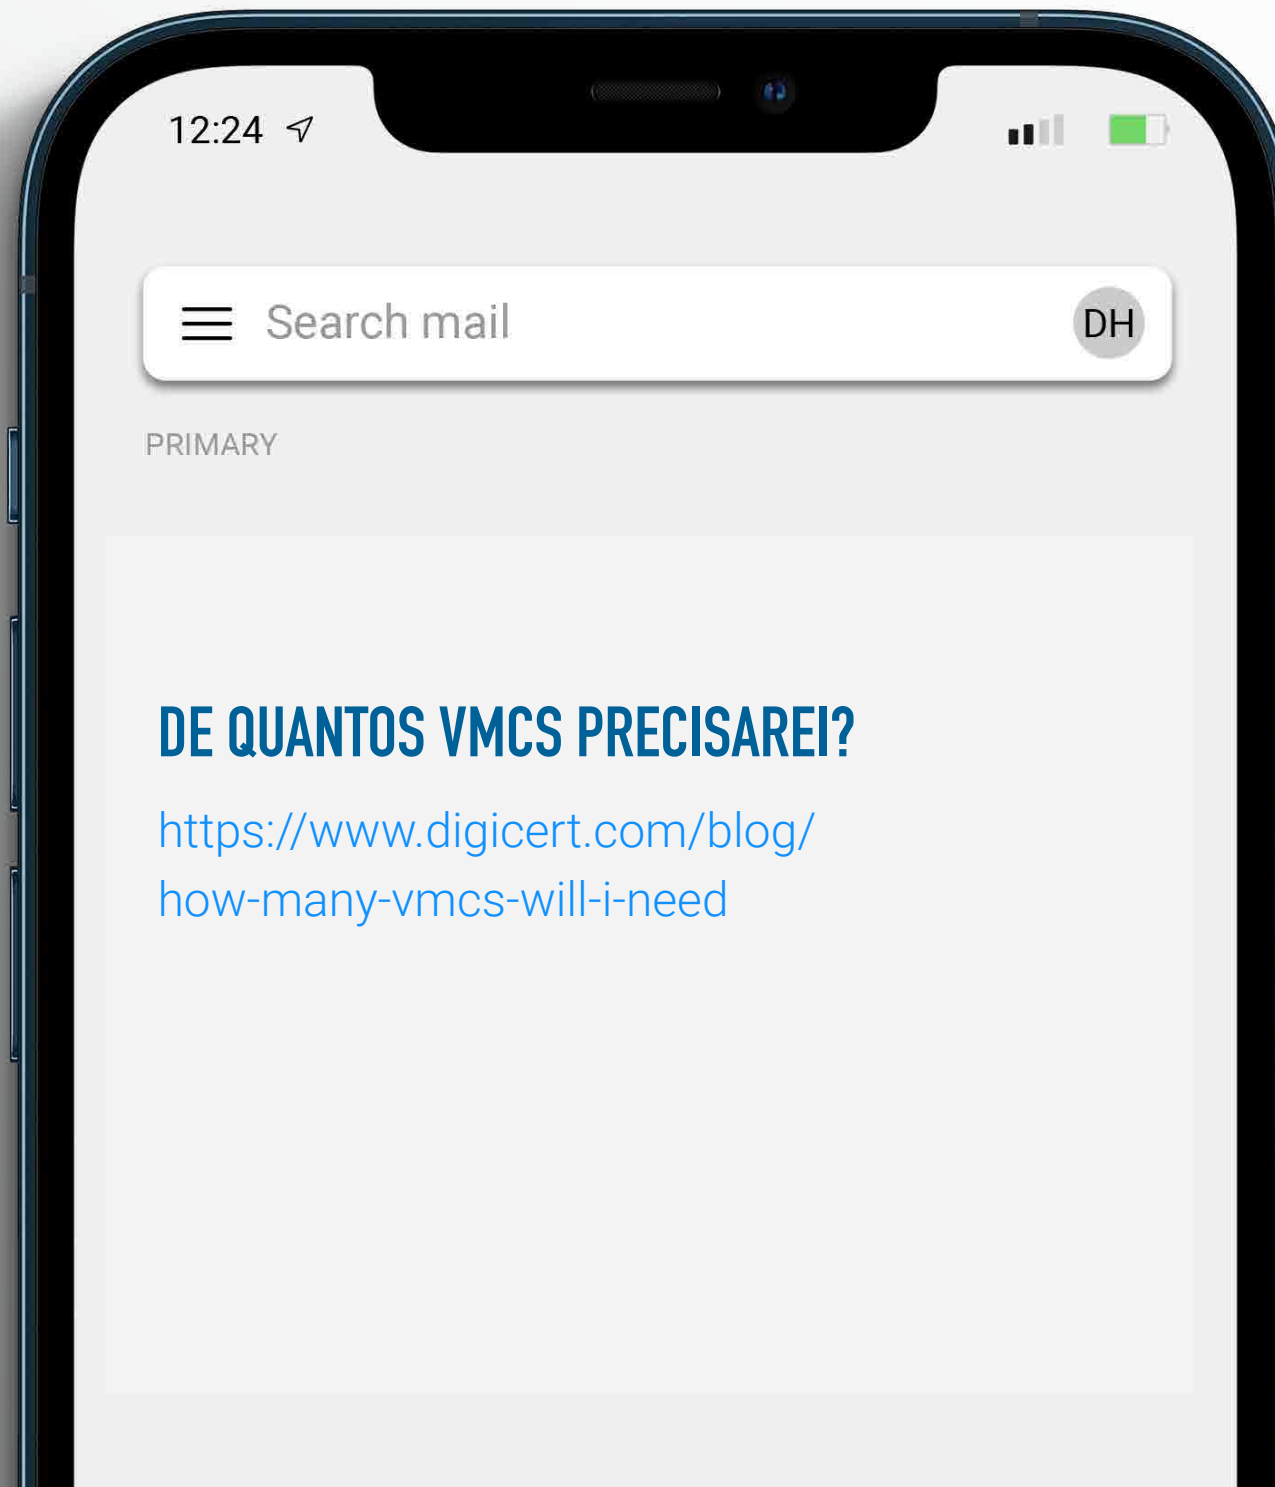 12:24
Search mail
DH
PRIMARY
DE QUANTOS VMCS PRECISAREI?
https://www.digicert.com/blog/
how-many-vmcs-will-i-need